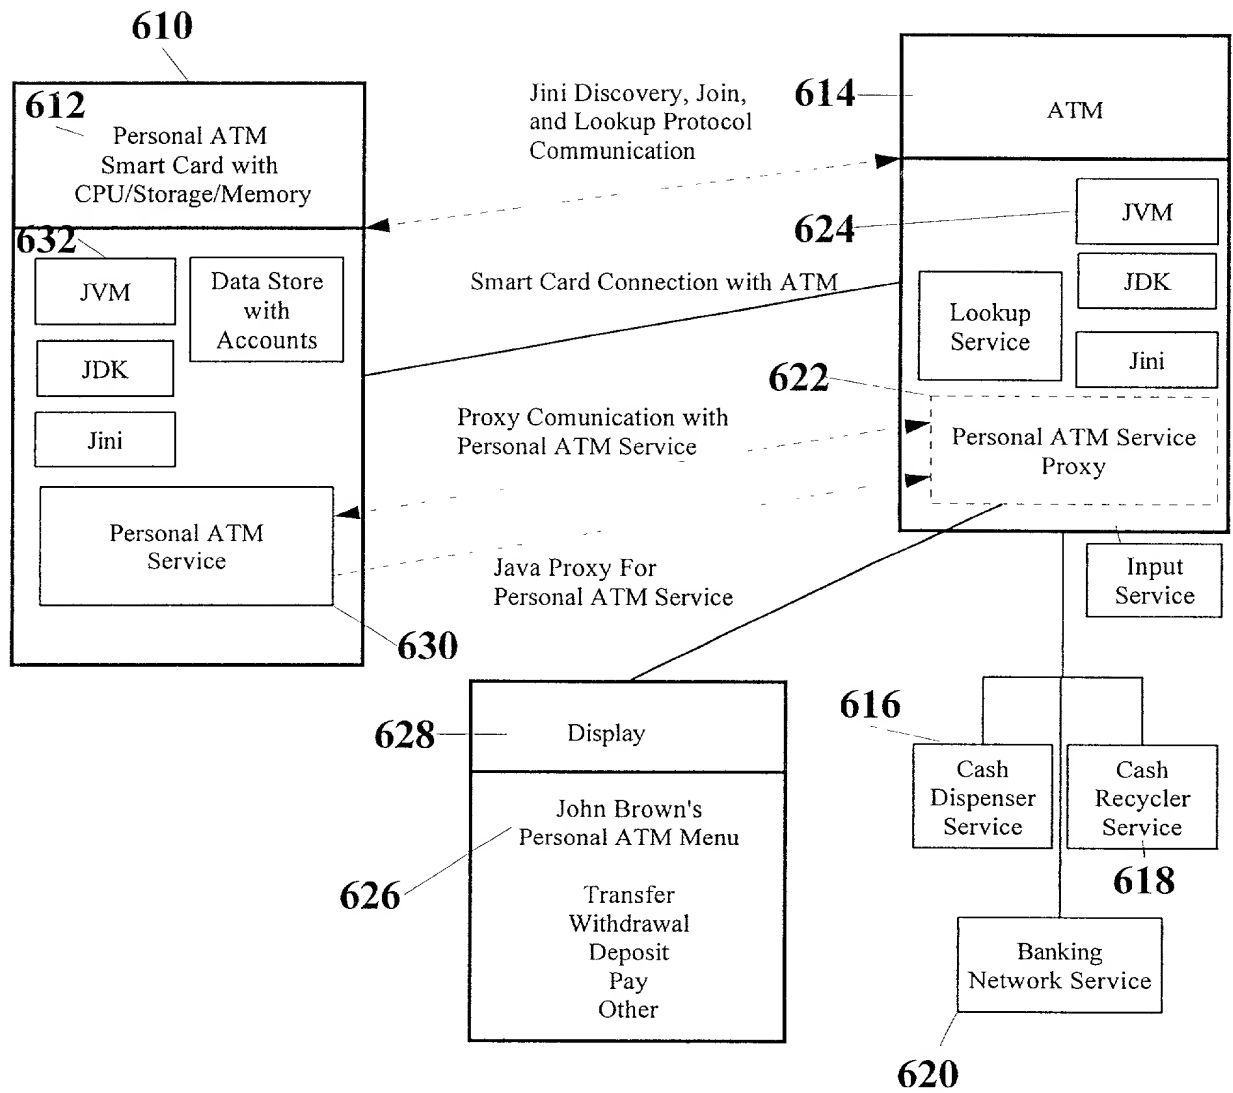 610
612
Personal ATM
Smart Card with
CPU/Storage/Memory
632
JVM
Data Store
with
Accounts
JDK
Jini
Personal ATM
Service
630
Jini Discovery, Join,
and Lookup Protocol
Communication
Smart Card Connection with ATM
Proxy Comunication with
Personal ATM Service
Java Proxy For
Personal ATM Service
614
ATM
624
JVM
JDK
Lookup
Service
Jini
622
Personal ATM Service
Proxy
Input
Service
628
Display
John Brown's
Personal ATM Menu
626
Transfer
Withdrawal
Deposit
Pay
Other
616
Cash
Dispenser
Service
Cash
Recycler
Service
618
Banking
Network Service
620